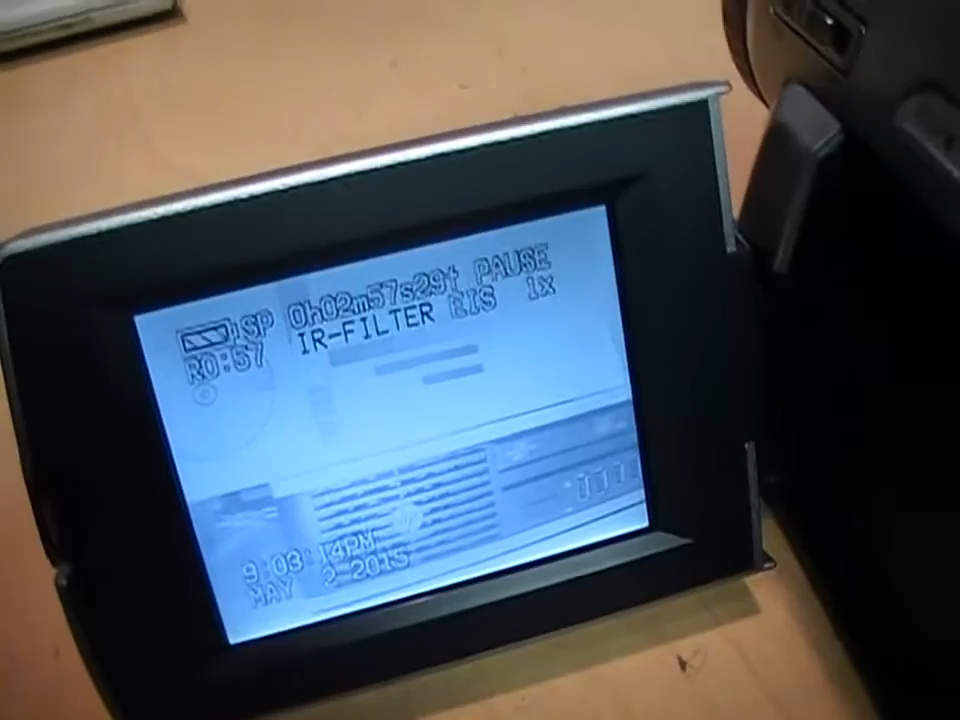 SP 0h02m57s29f PAUSE
R0:57 IR-FILTER EIS 1x
9:03:14PM
MAY 2 2015